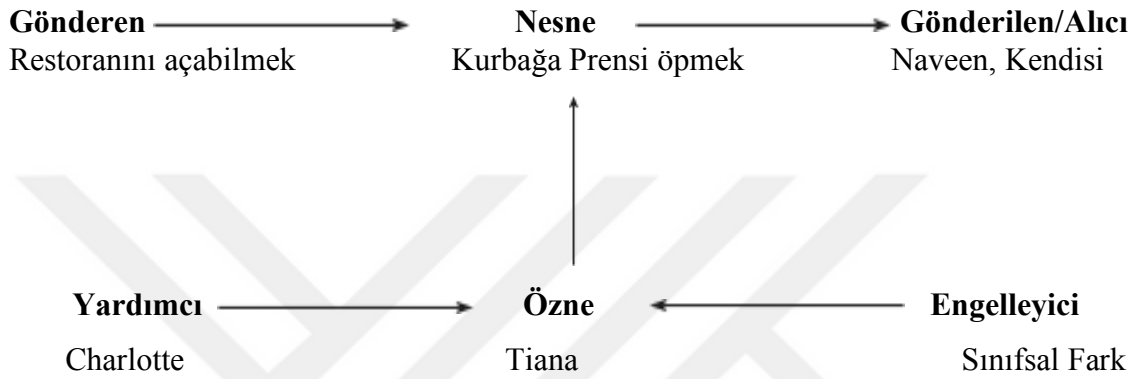 Gönderen Nesne Gönderilen/Alıcı
Restoranını açabilmek Kurbağa Prensi öpmek Naveen, Kendisi
Yardımcı Özne Engelleyici
Charlotte Tiana Sınıfsal Fark